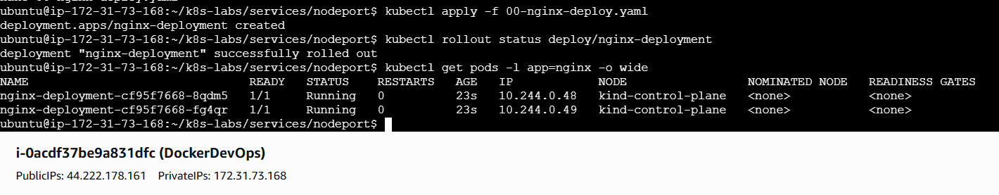 ubuntu@ip-172-31-73-168:~/k8s-labs/services/nodeport$ kubectl apply -f 00-nginx-deploy.yaml
deployment.apps/nginx-deployment created
ubuntu@ip-172-31-73-168:~/k8s-labs/services/nodeport$ kubectl rollout status deploy/nginx-deployment
deployment "nginx-deployment" successfully rolled out
ubuntu@ip-172-31-73-168:~/k8s-labs/services/nodeport$ kubectl get pods -l app=nginx -o wide
NAME READY STATUS RESTARTS AGE IP NODE NOMINATED NODE READINESS GATES
nginx-deployment-cf95f7668-8qdm5 1/1 Running 0 23s 10.244.0.48 kind-control-plane <none> <none>
nginx-deployment-cf95f7668-fg4qr 1/1 Running 0 23s 10.244.0.49 kind-control-plane <none> <none>
ubuntu@ip-172-31-73-168:~/k8s-labs/services/nodeport$
i-0acdf37be9a831dfc (DockerDevOps)
PublicIPs: 44.222.178.161 PrivateIPs: 172.31.73.168